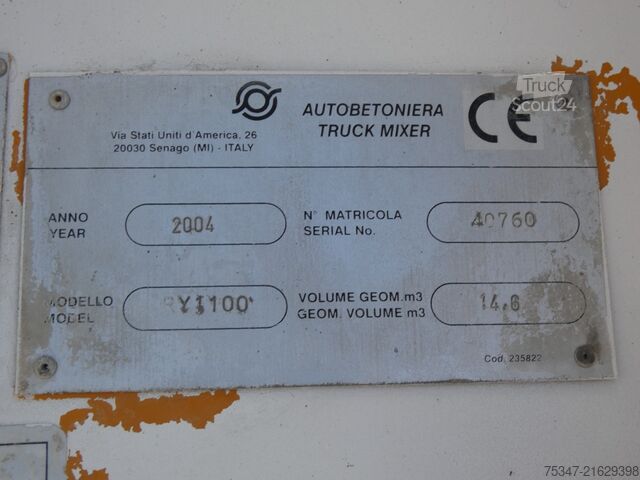 Truck
Scout24
AUTOBETONIERA
TRUCK MIXER
CE
Via Stati Uniti d'America, 26
20030 Senago (MI) - ITALY
ANNO
YEAR
2004
N° MATRICOLA
SERIAL No.
40760
MODELLO
MODEL
VOLUME GEOM.m3
GEOM. VOLUME m3
14.6
Cod. 235822
75347-21629398